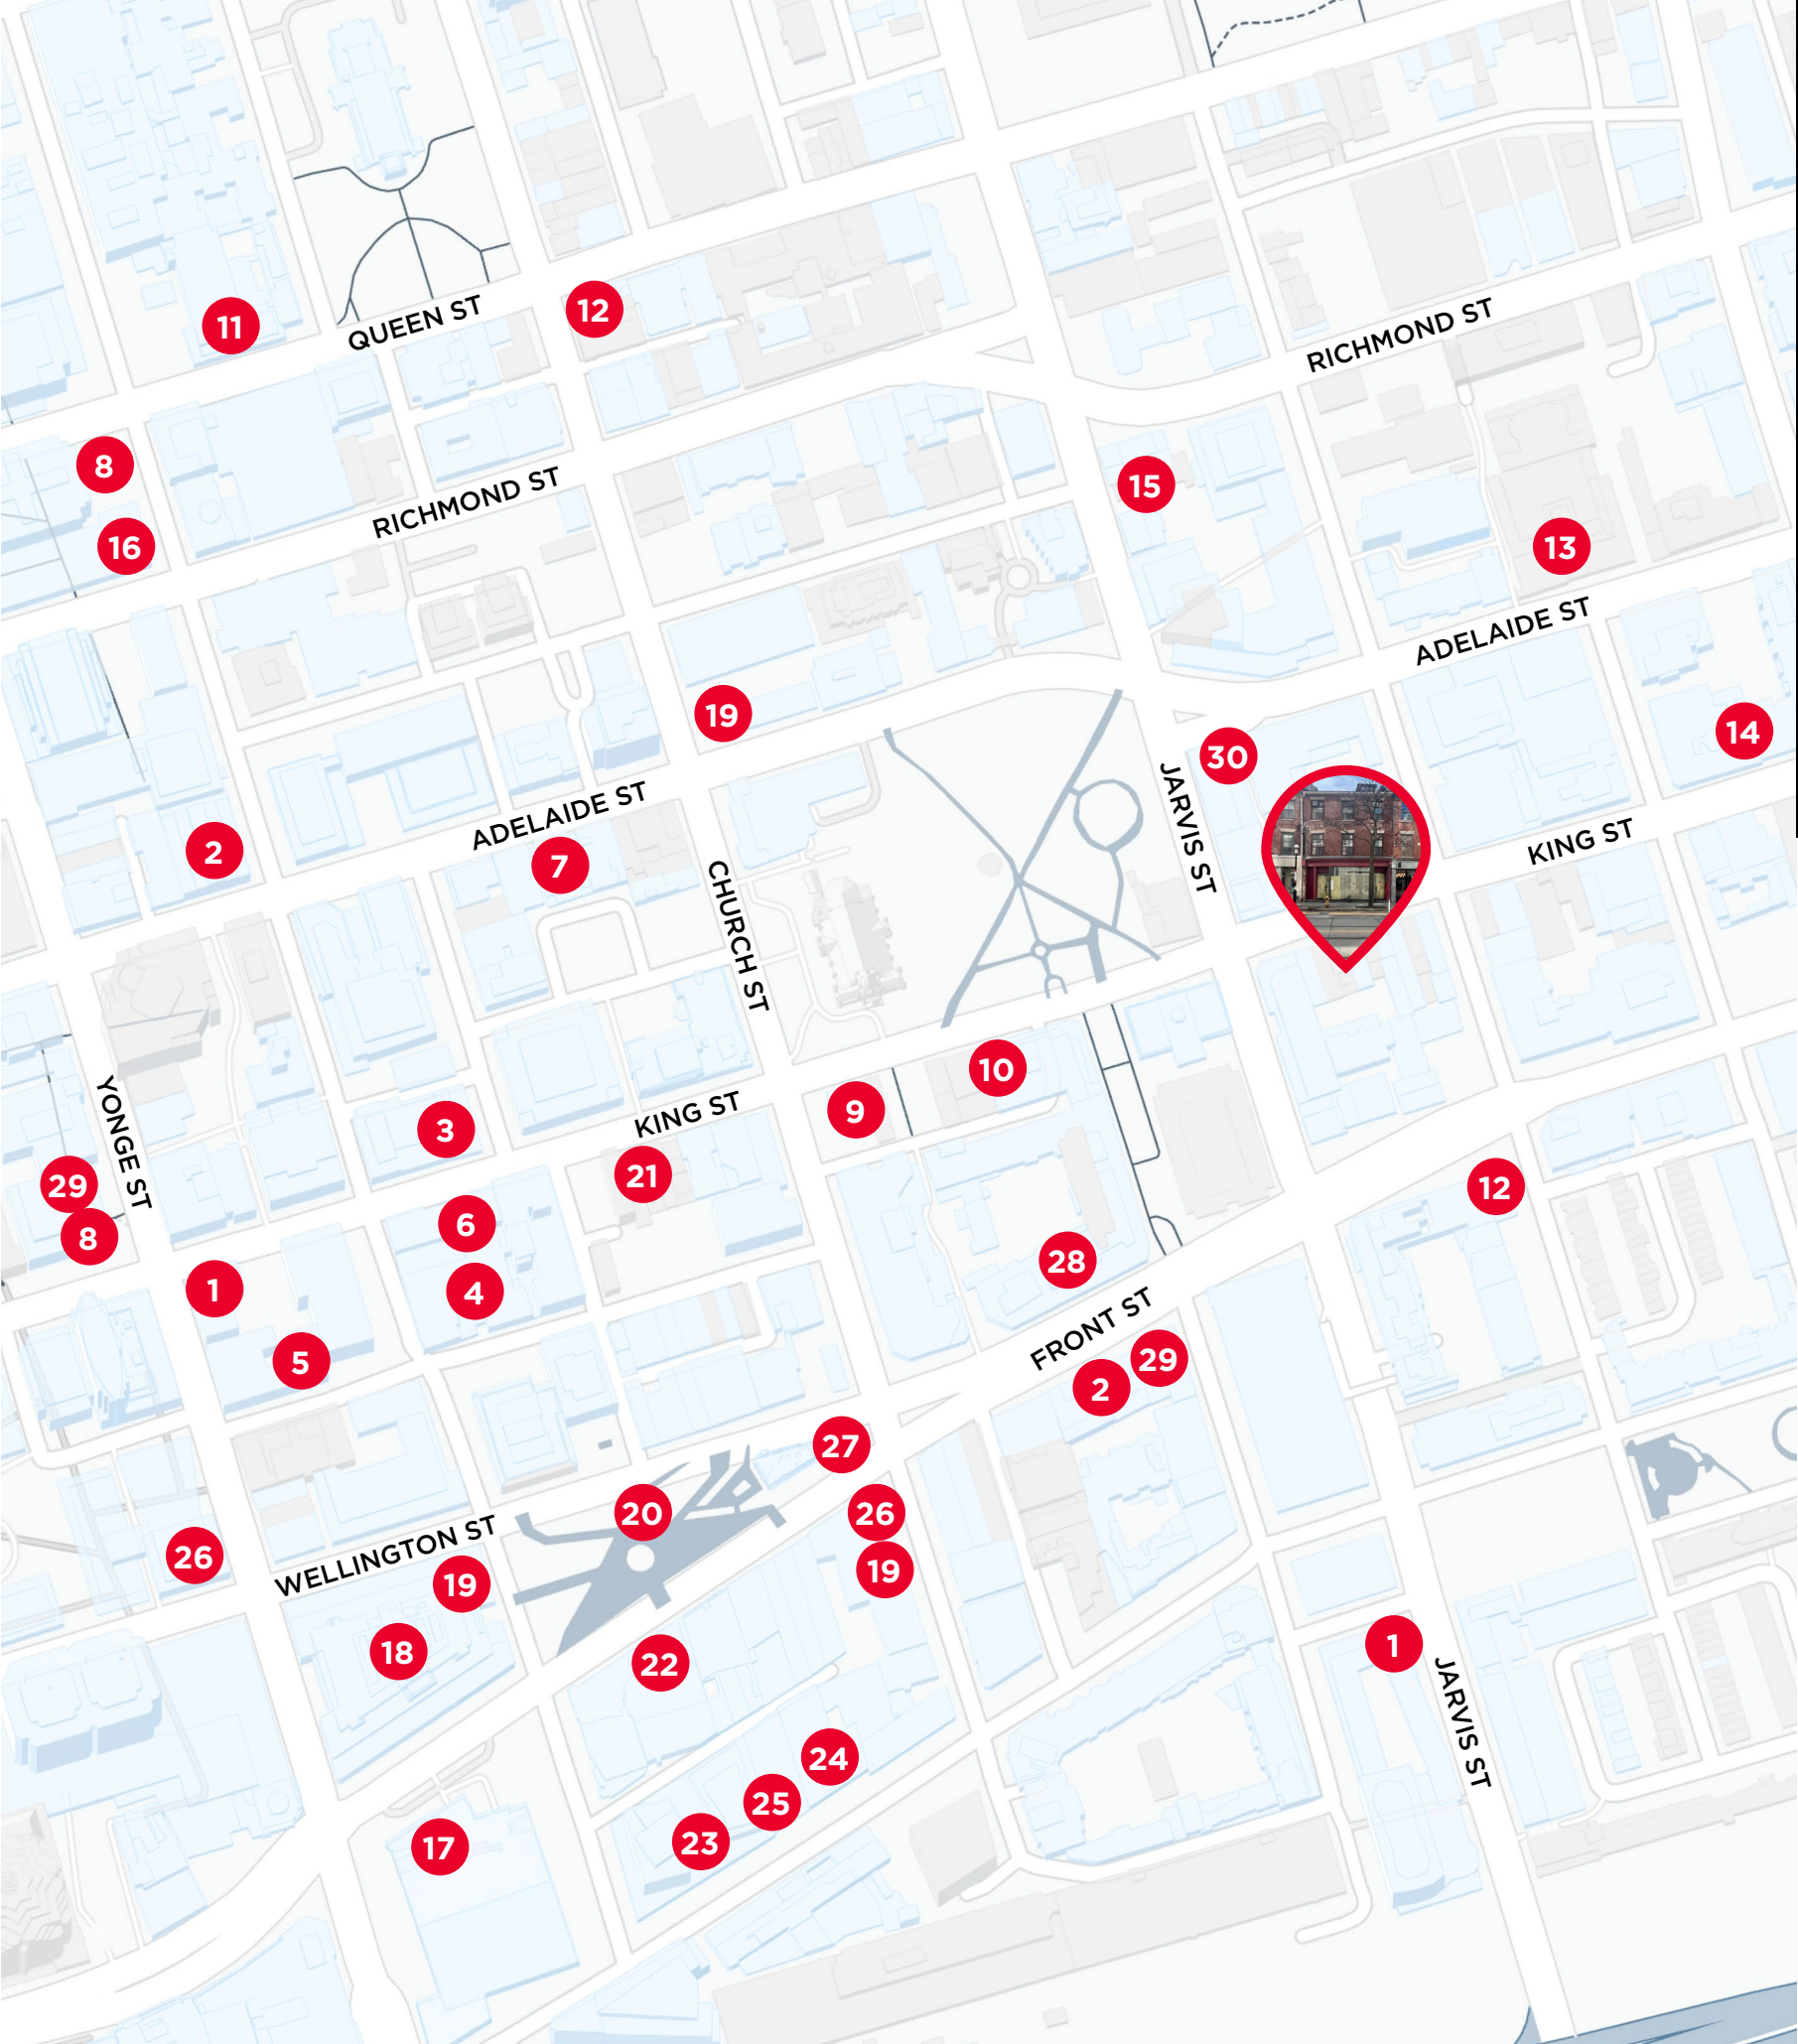 11
QUEEN ST
12
RICHMOND ST
8
RICHMOND ST
15
16
13
ADELAIDE ST
19
14
30
JARVIS ST
ADELAIDE ST
2
7
KING ST
CHURCH ST
10
9
KING ST
3
YONGE ST
21
29
12
6
8
28
1
4
FRONT ST
5
29
2
27
20
26
WELLINGTON ST
26
19
19
18
22
1
JARVIS ST
24
25
23
17